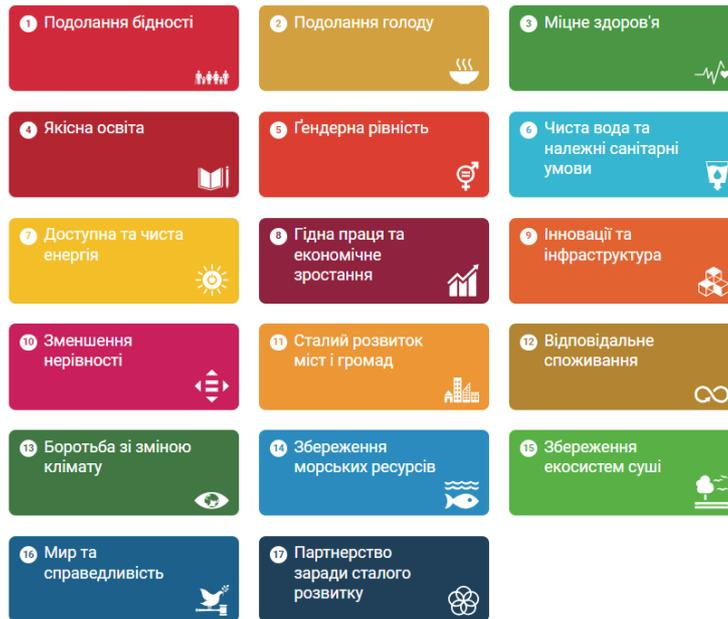 1 Подолання бідності
2 Подолання голоду
3 Міцне здоров'я
4 Якісна освіта
5 Ґендерна рівність
6 Чиста вода та
належні санітарні
умови
7 Доступна та чиста
енергія
8 Гідна праця та
економічне
зростання
9 Інновації та
інфраструктура
10 Зменшення
нерівності
11 Сталий розвиток
міст і громад
12 Відповідальне
споживання
13 Боротьба зі зміною
клімату
14 Збереження
морських ресурсів
15 Збереження
екосистем суші
16 Мир та
справедливість
17 Партнерство
заради сталого
розвитку